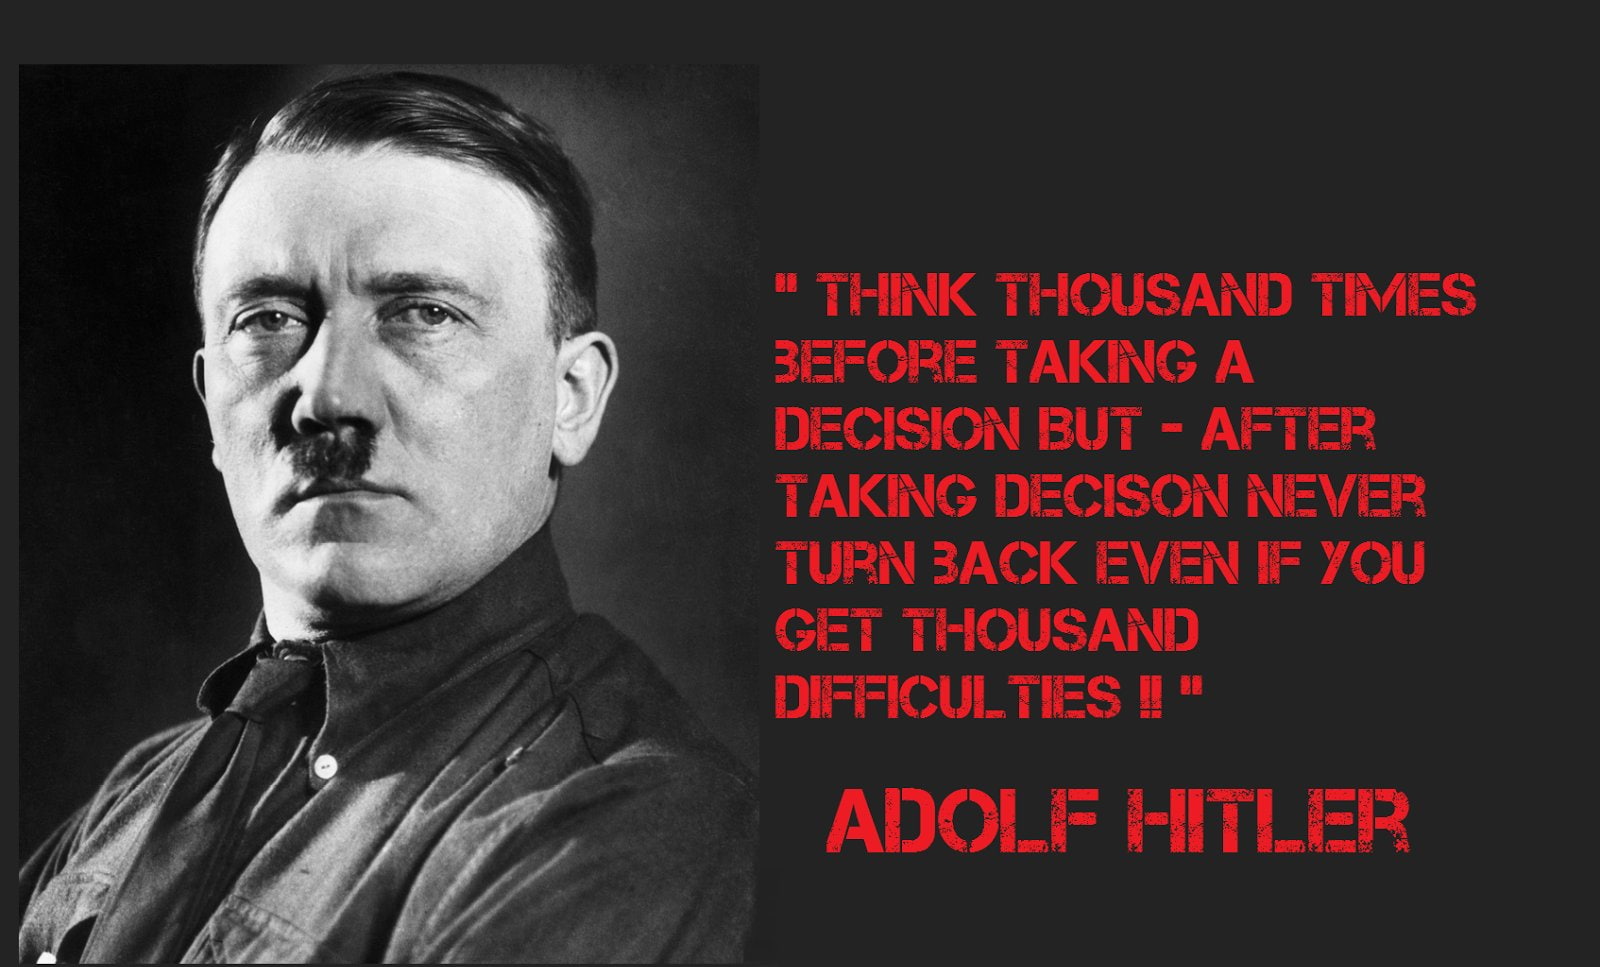 " THINK THOUSAND TIMES
BEFORE TAKING A
DECISION BUT - AFTER
TAKING DECISON NEVER
TURN BACK EVEN IF YOU
GET THOUSAND
DIFFICULTIES !! "
ADOLF HITLER